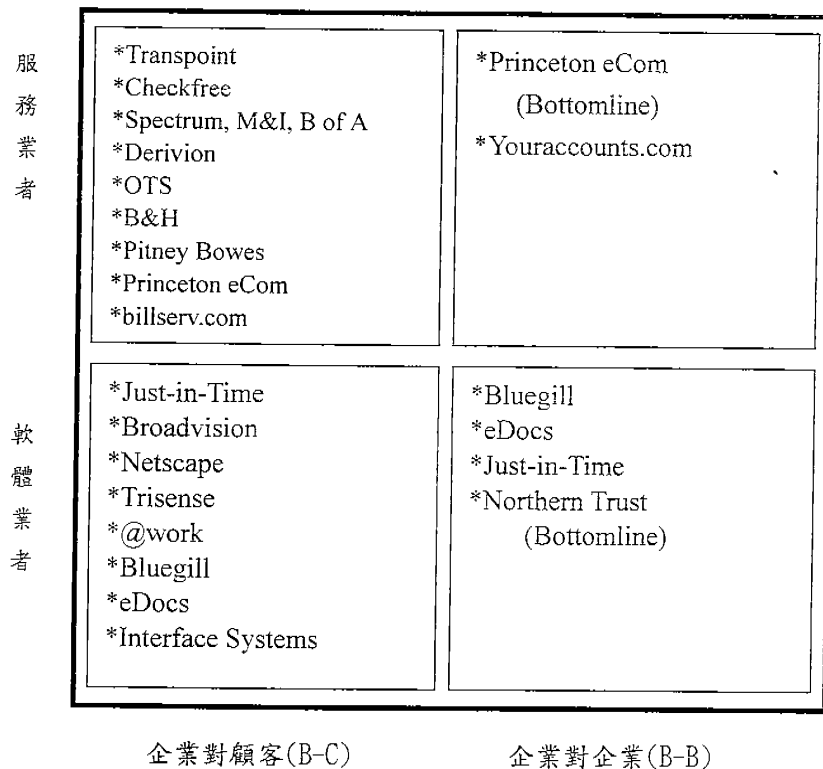 服務業者
*Transpoint
*Checkfree
*Spectrum, M&I, B of A
*Derivion
*OTS
*B&H
*Pitney Bowes
*Princeton eCom
*billserv.com
*Princeton eCom
(Bottomline)
*Youraccounts.com
軟體業者
*Just-in-Time
*Broadvision
*Netscape
*Trisense
*@work
*Bluegill
*eDocs
*Interface Systems
*Bluegill
*eDocs
*Just-in-Time
*Northern Trust
(Bottomline)
企業對顧客(B-C)
企業對企業(B-B)